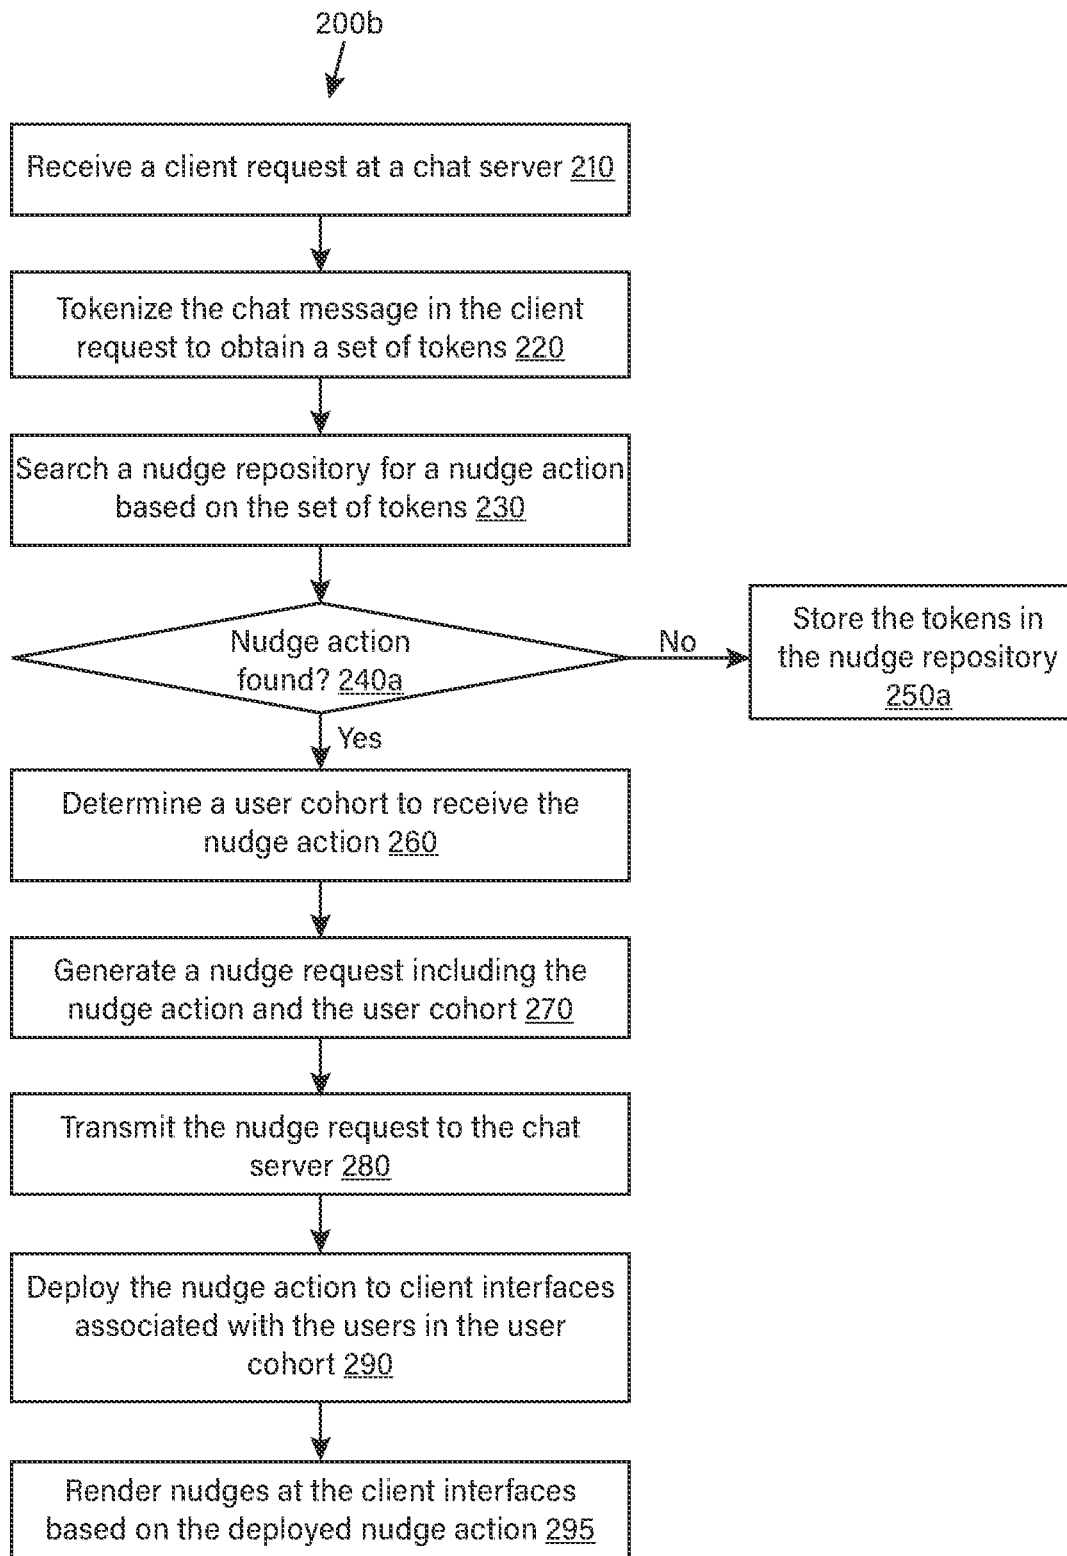 200b
Receive a client request at a chat server 210
Tokenize the chat message in the client
request to obtain a set of tokens 220
Search a nudge repository for a nudge action
based on the set of tokens 230
Nudge action
found? 240a
No
Store the tokens in
the nudge repository
250a
Yes
Determine a user cohort to receive the
nudge action 260
Generate a nudge request including the
nudge action and the user cohort 270
Transmit the nudge request to the chat
server 280
Deploy the nudge action to client interfaces
associated with the users in the user
cohort 290
Render nudges at the client interfaces
based on the deployed nudge action 295